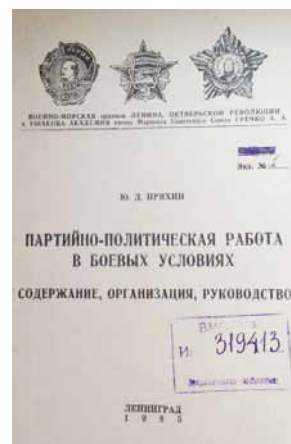 ВОЕННО-МОРСКАЯ ордена ЛЕНИНА, ОКТЯБРЬСКОЙ РЕВОЛЮЦИИ
и УШАКОВА АКАДЕМИЯ имени Маршала Советского Союза ГРЕЧКО А. А.
Экз. №
Ю. Д. ПРЯХИН
ПАРТИЙНО-ПОЛИТИЧЕСКАЯ РАБОТА
В БОЕВЫХ УСЛОВИЯХ
СОДЕРЖАНИЕ, ОРГАНИЗАЦИЯ, РУКОВОДСТВО
319413
ЛЕНИНГРАД
1985